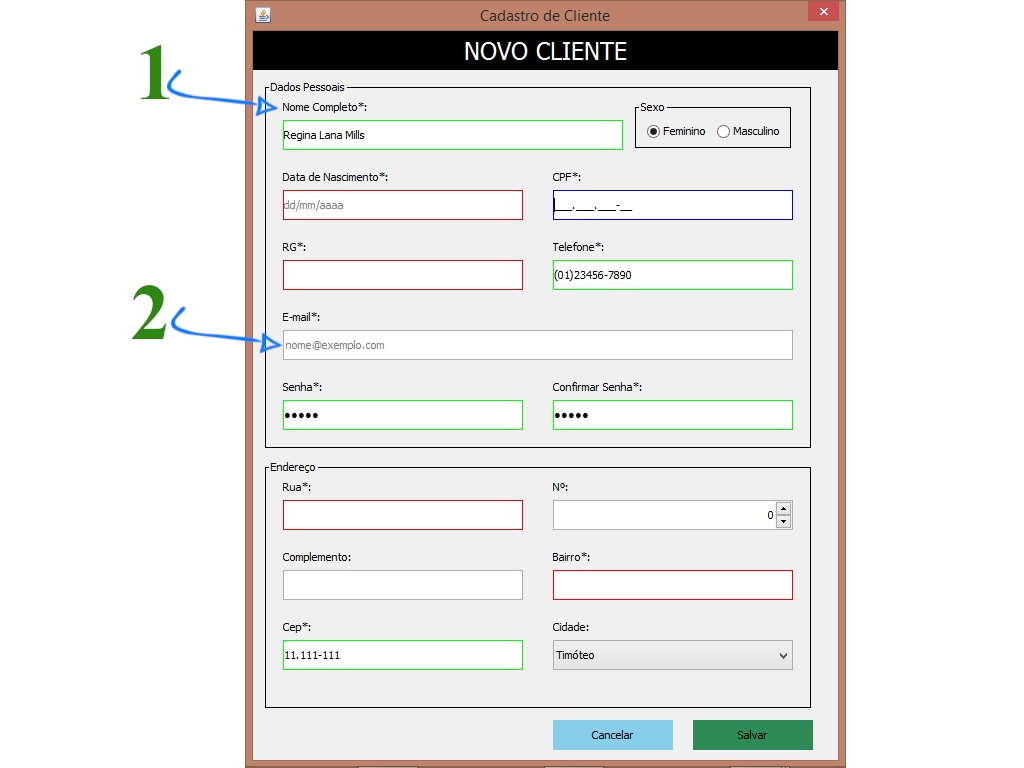 Cadastro de Cliente
NOVO CLIENTE
1
Dados Pessoais
Nome Completo*:
Regina Lana Mills
Sexo
Feminino Masculino
Data de Nascimento*:
CPF*:
dd/mm/aaaa
___.___.___-__
RG*:
Telefone*:
(01)23456-7890
2
E-mail*:
nome@exemplo.com
Senha*:
Confirmar Senha*:
•••••
•••••
Endereço
Rua*:
Nº:
0
Complemento:
Bairro*:
Cep*:
Cidade:
11.111-111
Timóteo
Cancelar
Salvar